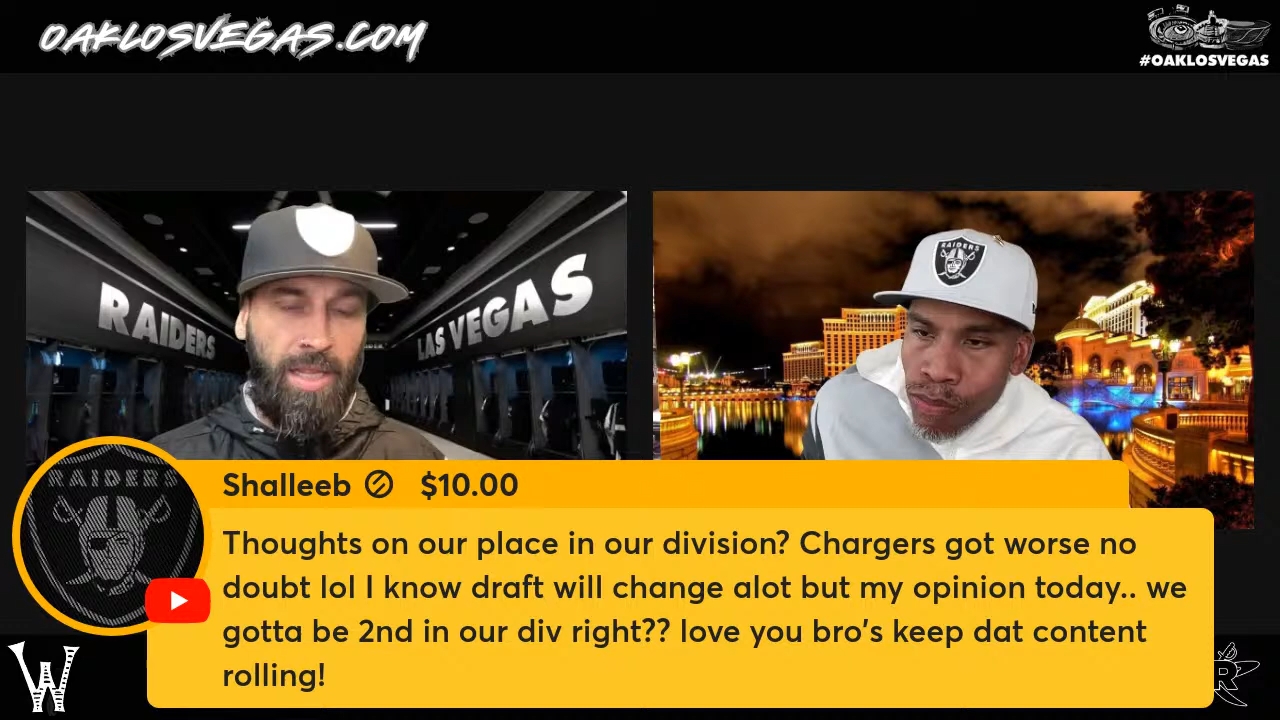 OAKLOSVEGAS.COM
#OAKLOSVEGAS
RAIDERS
LAS VEGAS
RAIDERS
RAIDERS
Shalleeb $10.00
Thoughts on our place in our division? Chargers got worse no
doubt lol I know draft will change alot but my opinion today.. we
gotta be 2nd in our div right?? love you bro's keep dat content
rolling!
W
R